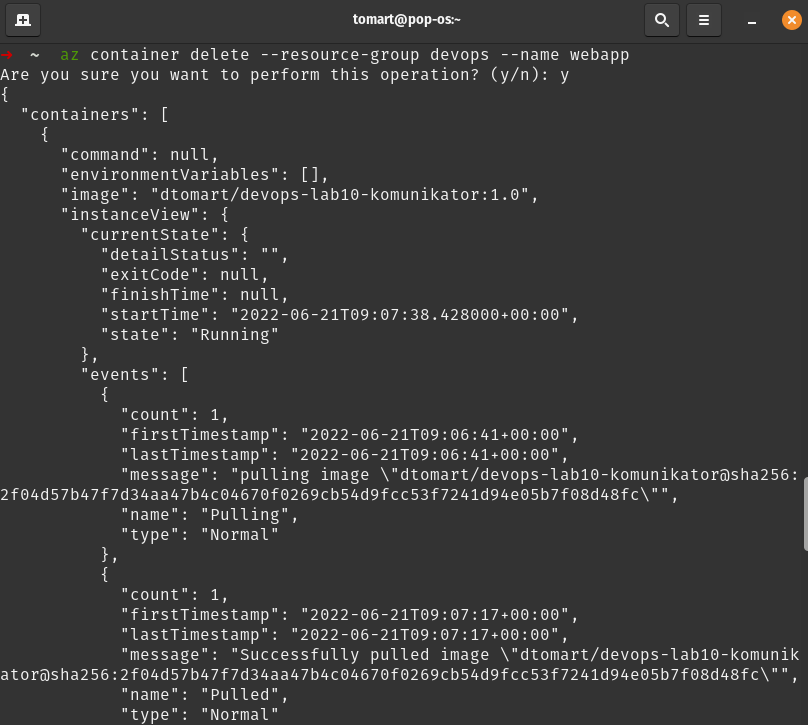 tomart@pop-os:~
→ ~ az container delete --resource-group devops --name webapp
Are you sure you want to perform this operation? (y/n): y
{
  "containers": [
    {
      "command": null,
      "environmentVariables": [],
      "image": "dtomart/devops-lab10-komunikator:1.0",
      "instanceView": {
        "currentState": {
          "detailStatus": "",
          "exitCode": null,
          "finishTime": null,
          "startTime": "2022-06-21T09:07:38.428000+00:00",
          "state": "Running"
        },
        "events": [
          {
            "count": 1,
            "firstTimestamp": "2022-06-21T09:06:41+00:00",
            "lastTimestamp": "2022-06-21T09:06:41+00:00",
            "message": "pulling image \"dtomart/devops-lab10-komunikator@sha256:
2f04d57b47f7d34aa47b4c04670f0269cb54d9fcc53f7241d94e05b7f08d48fc\"",
            "name": "Pulling",
            "type": "Normal"
          },
          {
            "count": 1,
            "firstTimestamp": "2022-06-21T09:07:17+00:00",
            "lastTimestamp": "2022-06-21T09:07:17+00:00",
            "message": "Successfully pulled image \"dtomart/devops-lab10-komunik
ator@sha256:2f04d57b47f7d34aa47b4c04670f0269cb54d9fcc53f7241d94e05b7f08d48fc\"",
            "name": "Pulled",
            "type": "Normal"